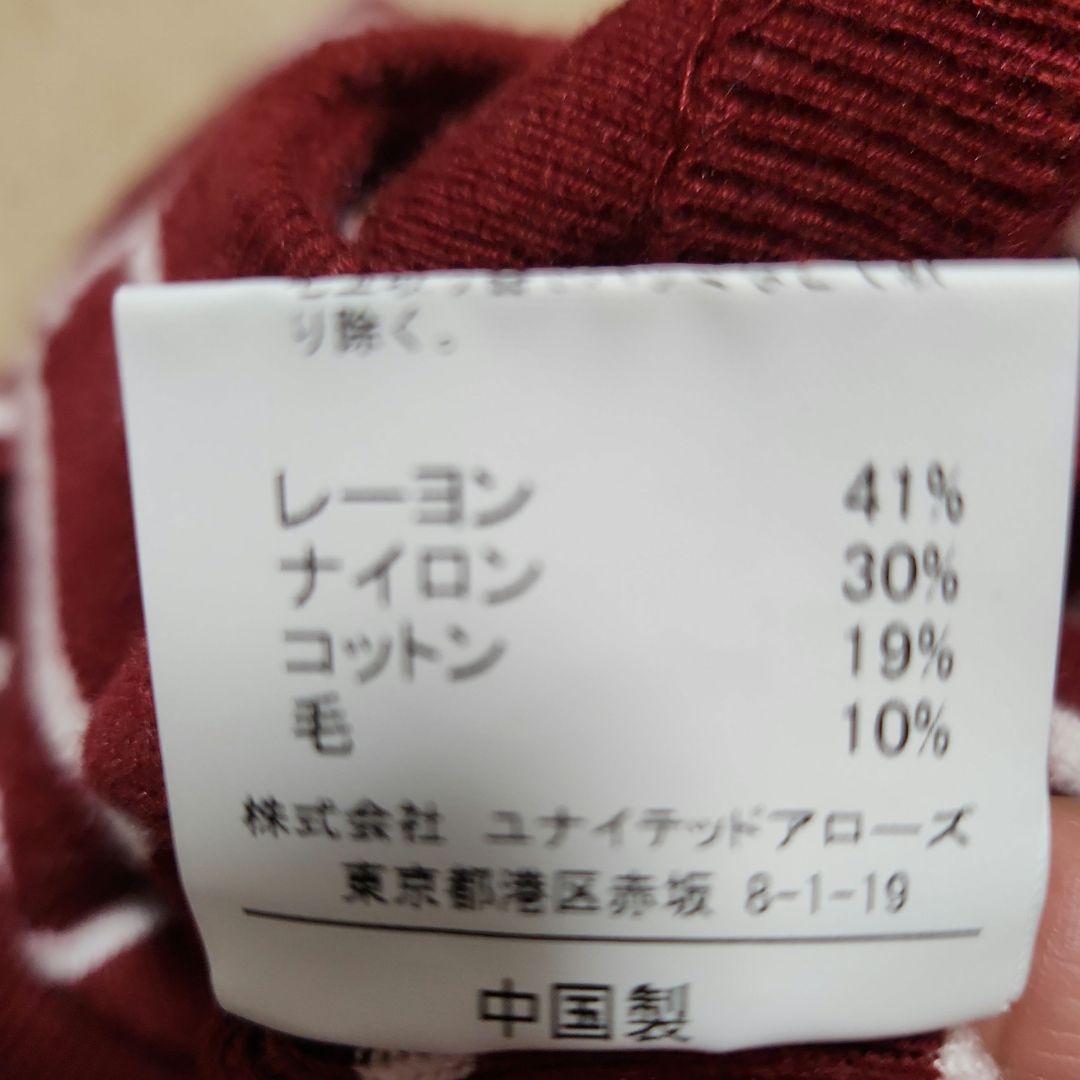 り除く。
レーヨン 41%
ナイロン 30%
コットン 19%
毛 10%
株式会社 ユナイテッドアローズ
東京都港区赤坂 8-1-19
中国製